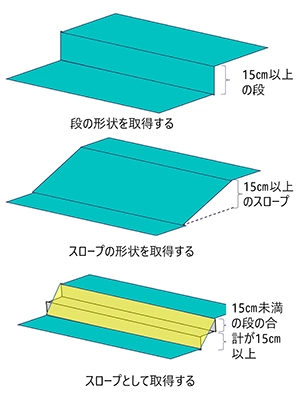 15cm以上
の段
段の形状を取得する
15cm以上
のスロープ
スロープの形状を取得する
15cm未満
の段の合
計が15cm
以上
スロープとして取得する